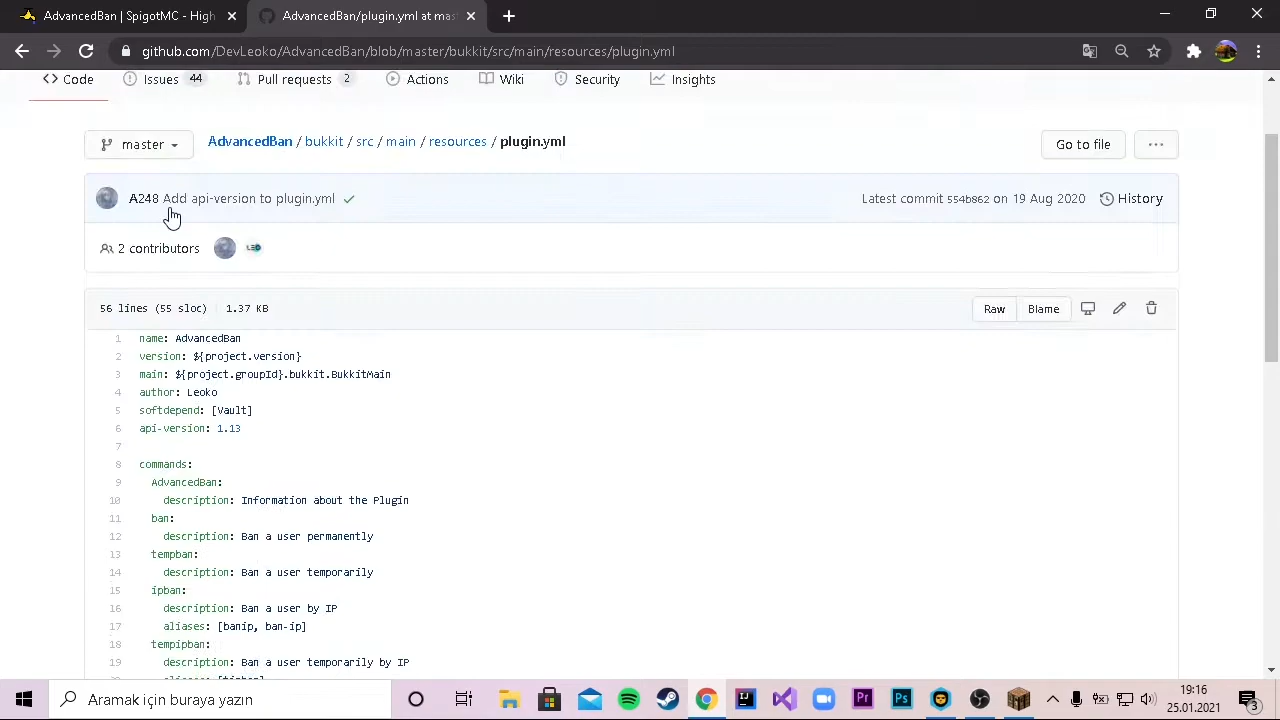 AdvancedBan | SpigotMC - High
AdvancedBan/plugin.yml at mas
github.com/DevLeoko/AdvancedBan/blob/master/bukkit/src/main/resources/plugin.yml
Code Issues 44 Pull requests 2 Actions Wiki Security Insights
master AdvancedBan / bukkit / src / main / resources / plugin.yml Go to file
A248 Add api-version to plugin.yml Latest commit 554b862 on 19 Aug 2020 History
2 contributors LEO
56 lines (55 sloc) 1.37 KB Raw Blame
1 name: AdvancedBan
2 version: ${project.version}
3 main: ${project.groupId}.bukkit.BukkitMain
4 author: Leoko
5 softdepend: [Vault]
6 api-version: 1.13
7
8 commands:
9 AdvancedBan:
10 description: Information about the Plugin
11 ban:
12 description: Ban a user permanently
13 tempban:
14 description: Ban a user temporarily
15 ipban:
16 description: Ban a user by IP
17 aliases: [banip, ban-ip]
18 tempipban:
19 description: Ban a user temporarily by IP
Aramak için buraya yazın
Pr
Ps
19:16
25.01.2021
3